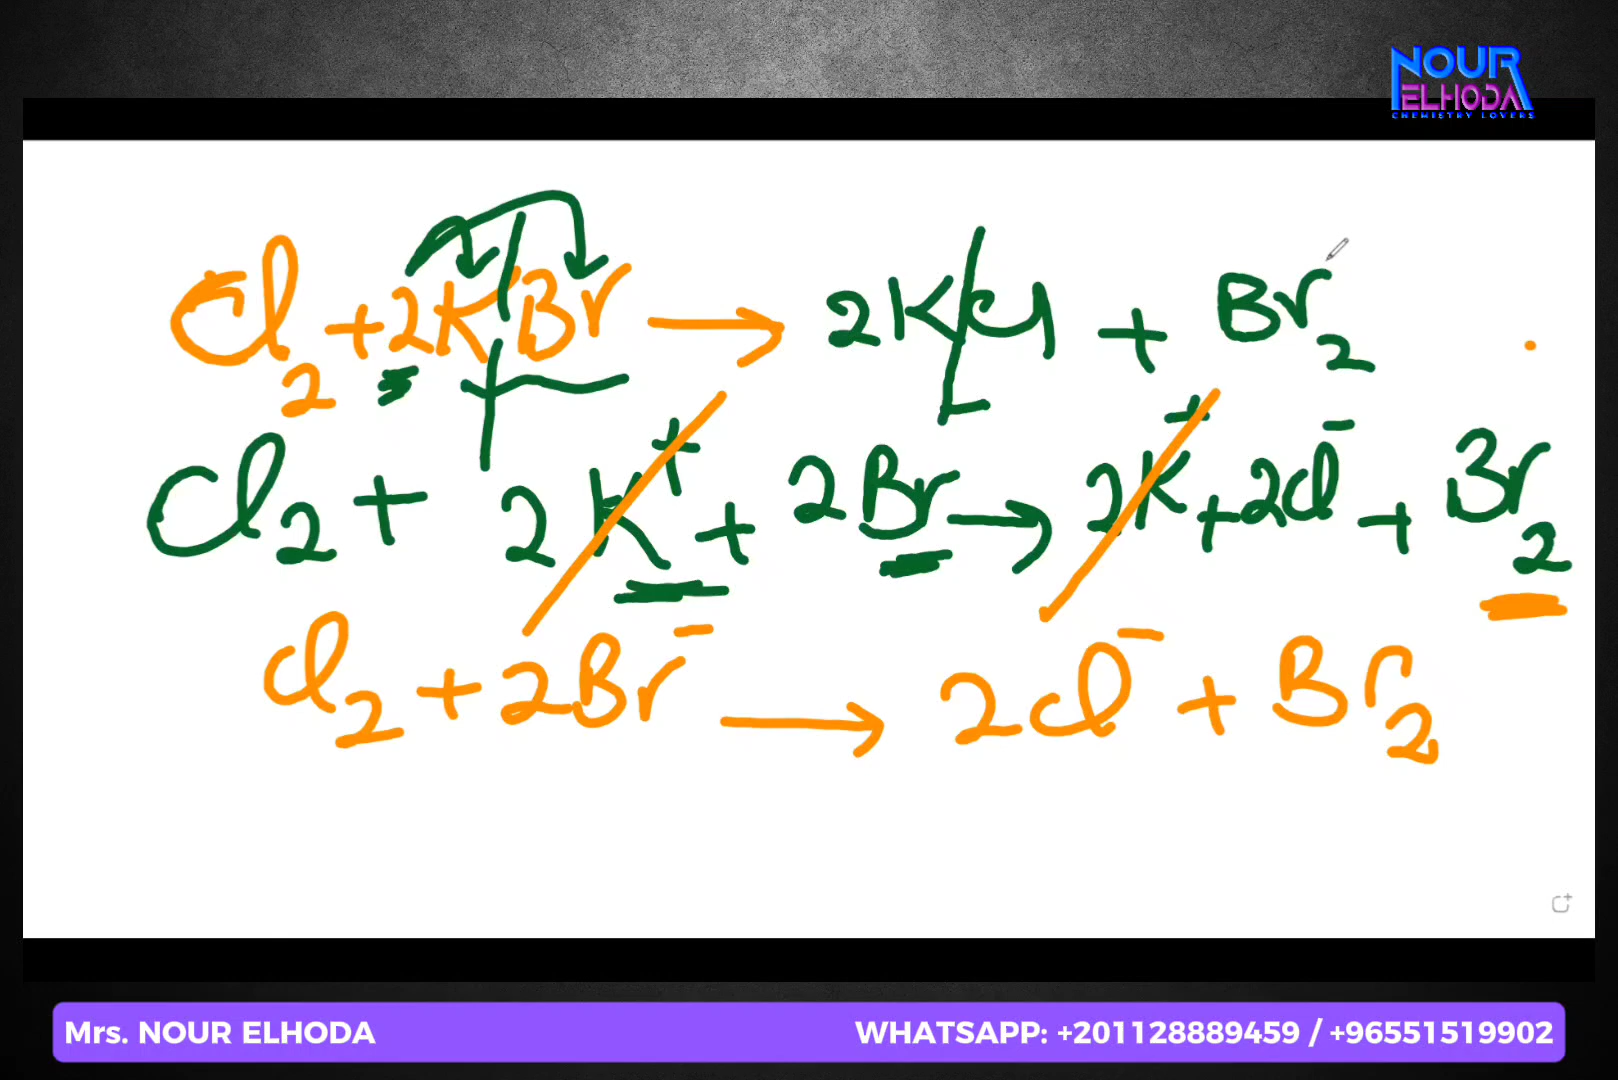 NOUR
ELHODA
CHEMISTRY LOVERS
Cl2 + 2KBr → 2KCl + Br2
Cl2 + 2K+ + 2Br → 2K+ + 2Cl- + Br2
Cl2 + 2Br- → 2Cl- + Br2
Mrs. NOUR ELHODA WHATSAPP: +201128889459 / +96551519902